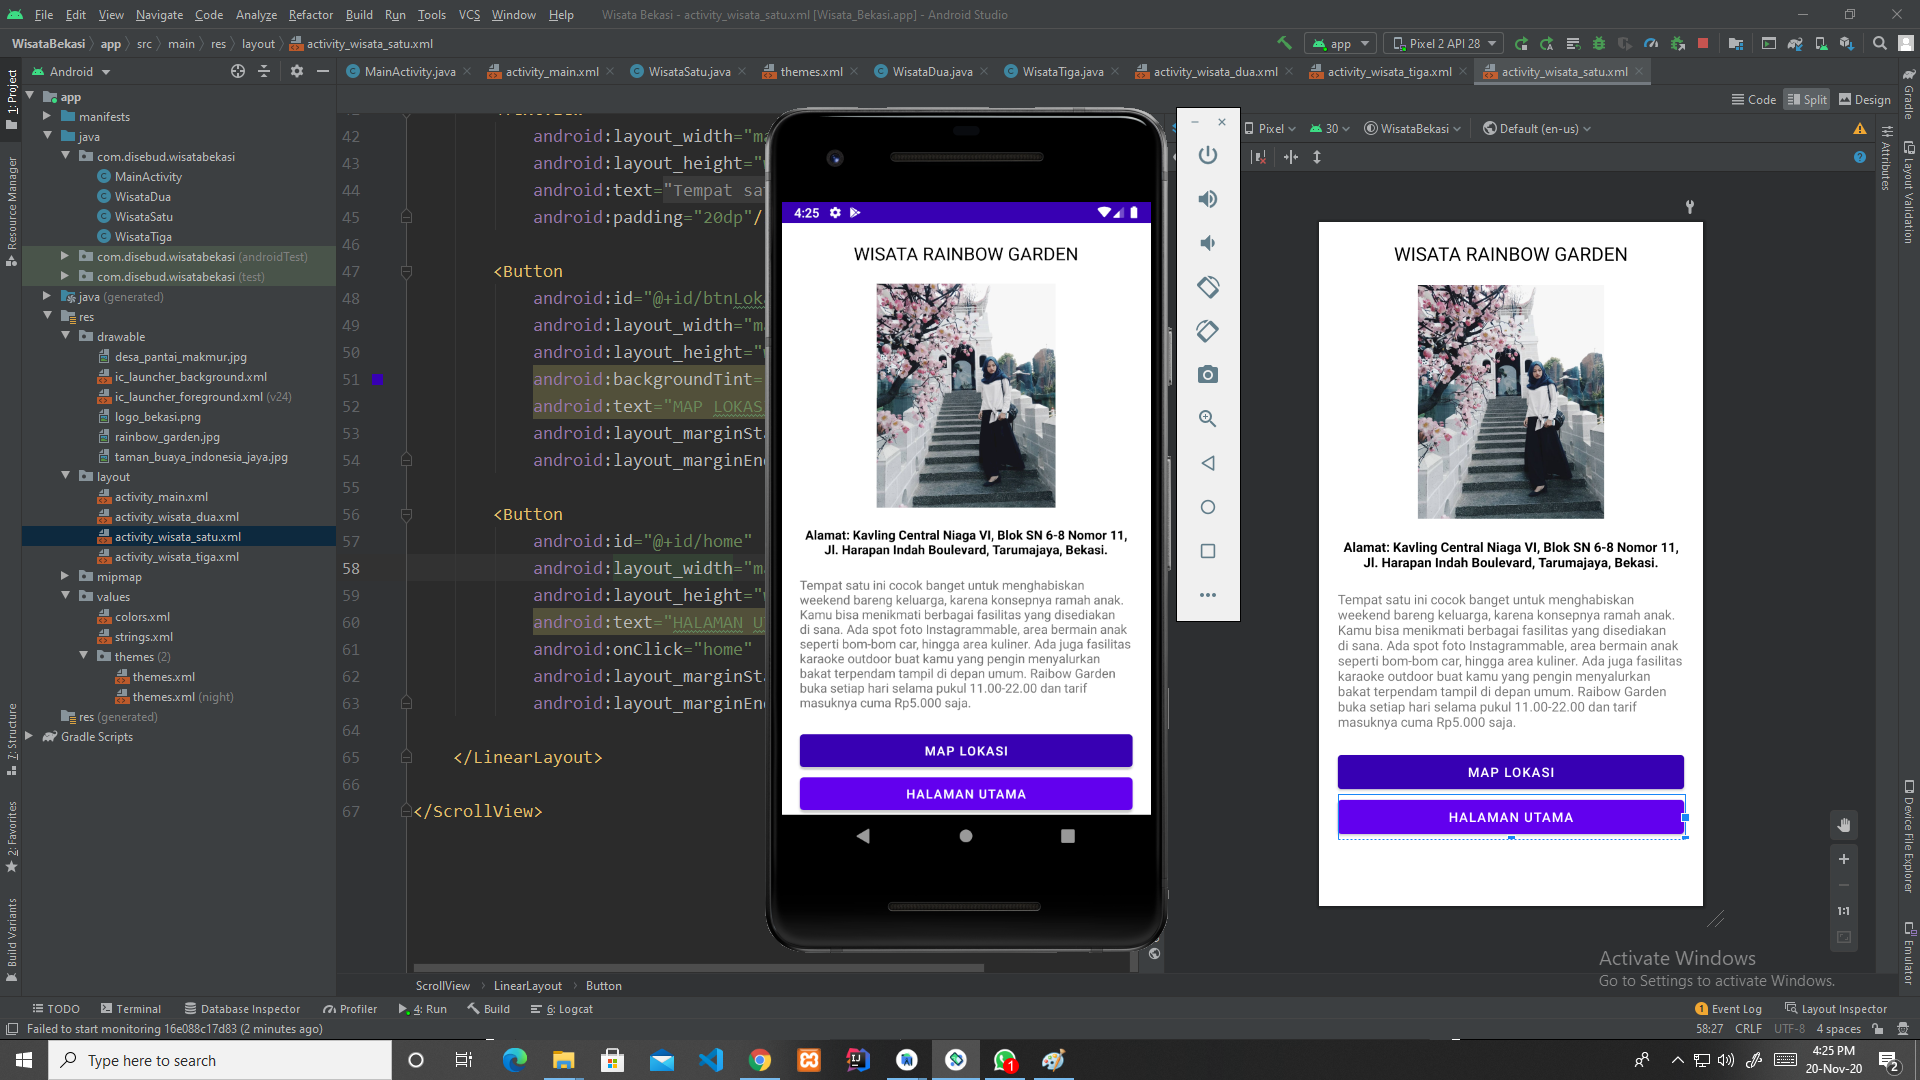 File Edit View Navigate Code Analyze Refactor Build Run Tools VCS Window Help Wisata Bekasi - activity_wisata_satu.xml [Wisata_Bekasi.app] - Android Studio
WisataBekasi app src main res layout activity_wisata_satu.xml app Pixel 2 API 28
Android MainActivity.java activity_main.xml WisataSatu.java themes.xml WisataDua.java WisataTiga.java activity_wisata_dua.xml activity_wisata_tiga.xml activity_wisata_satu.xml
Code Split Design
Pixel 30 WisataBekasi Default (en-us)
1: Project
Resource Manager
7: Structure
2: Favorites
Build Variants
app
manifests
java
com.disebud.wisatabekasi
MainActivity
WisataDua
WisataSatu
WisataTiga
com.disebud.wisatabekasi (androidTest)
com.disebud.wisatabekasi (test)
java (generated)
res
drawable
desa_pantai_makmur.jpg
ic_launcher_background.xml
ic_launcher_foreground.xml (v24)
logo_bekasi.png
rainbow_garden.jpg
taman_buaya_indonesia_jaya.jpg
layout
activity_main.xml
activity_wisata_dua.xml
activity_wisata_satu.xml
activity_wisata_tiga.xml
mipmap
values
colors.xml
strings.xml
themes (2)
themes.xml
themes.xml (night)
res (generated)
Gradle Scripts
42 android:layout_width="ma
43 android:layout_height="
44 android:text="Tempat sat
45 android:padding="20dp"/
46
47 <Button
48 android:id="@+id/btnLoka
49 android:layout_width="ma
50 android:layout_height="
51 android:backgroundTint=
52 android:text="MAP LOKAS
53 android:layout_marginSta
54 android:layout_marginEnd
55
56 <Button
57 android:id="@+id/home"
58 android:layout_width="ma
59 android:layout_height="
60 android:text="HALAMAN UT
61 android:onClick="home"
62 android:layout_marginSta
63 android:layout_marginEnd
64
65 </LinearLayout>
66
67 </ScrollView>
4:25
WISATA RAINBOW GARDEN
Alamat: Kavling Central Niaga VI, Blok SN 6-8 Nomor 11,
Jl. Harapan Indah Boulevard, Tarumajaya, Bekasi.
Tempat satu ini cocok banget untuk menghabiskan
weekend bareng keluarga, karena konsepnya ramah anak.
Kamu bisa menikmati berbagai fasilitas yang disediakan
di sana. Ada spot foto Instagrammable, area bermain anak
seperti bom-bom car, hingga area kuliner. Ada juga fasilitas
karaoke outdoor buat kamu yang pengin menyalurkan
bakat terpendam tampil di depan umum. Raibow Garden
buka setiap hari selama pukul 11.00-22.00 dan tarif
masuknya cuma Rp5.000 saja.
MAP LOKASI
HALAMAN UTAMA
WISATA RAINBOW GARDEN
Alamat: Kavling Central Niaga VI, Blok SN 6-8 Nomor 11,
Jl. Harapan Indah Boulevard, Tarumajaya, Bekasi.
Tempat satu ini cocok banget untuk menghabiskan
weekend bareng keluarga, karena konsepnya ramah anak.
Kamu bisa menikmati berbagai fasilitas yang disediakan
di sana. Ada spot foto Instagrammable, area bermain anak
seperti bom-bom car, hingga area kuliner. Ada juga fasilitas
karaoke outdoor buat kamu yang pengin menyalurkan
bakat terpendam tampil di depan umum. Raibow Garden
buka setiap hari selama pukul 11.00-22.00 dan tarif
masuknya cuma Rp5.000 saja.
MAP LOKASI
HALAMAN UTAMA
1:1
Gradle
Attributes
Layout Validation
Device File Explorer
Emulator
Activate Windows
Go to Settings to activate Windows.
ScrollView LinearLayout Button
TODO Terminal Database Inspector Profiler 4: Run Build 6: Logcat 1 Event Log Layout Inspector
Failed to start monitoring 16e088c17d83 (2 minutes ago) 58:27 CRLF UTF-8 4 spaces
Type here to search 1 4:25 PM
20-Nov-20 2